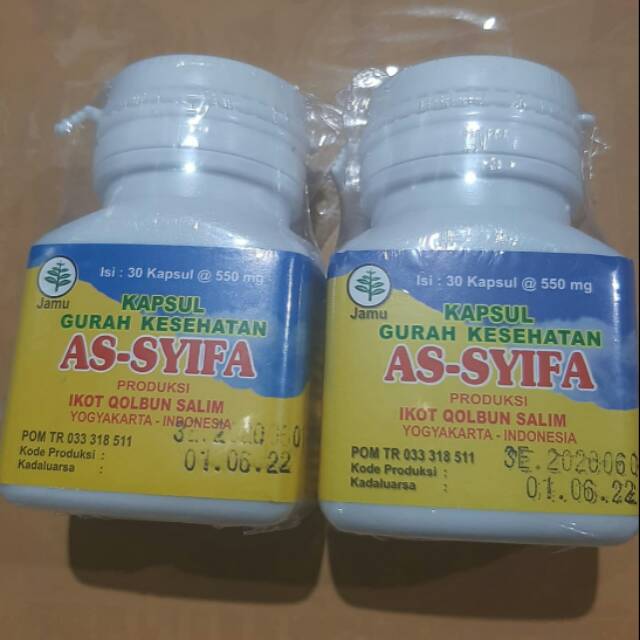 Isi : 30 Kapsul @ 550 mg
Jamu
KAPSUL
GURAH KESEHATAN
AS-SYIFA
PRODUKSI
IKOT QOLBUN SALIM
YOGYAKARTA - INDONESIA
POM TR 033 318 511
Kode Produksi :
Kadaluarsa :
01.06.22
Isi : 30 Kapsul @ 550 mg
Jamu
KAPSUL
GURAH KESEHATAN
AS-SYIFA
PRODUKSI
IKOT QOLBUN SALIM
YOGYAKARTA - INDONESIA
POM TR 033 318 511
Kode Produksi : SE.2020060
Kadaluarsa : 01.06.22